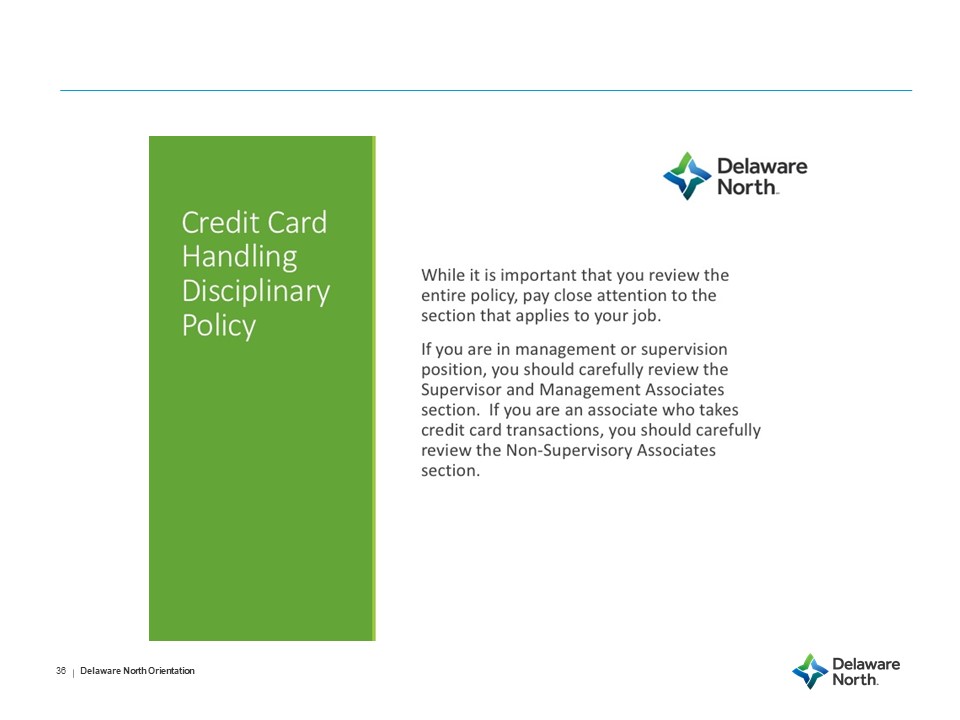 Credit Card
Handling
Disciplinary
Policy
Delaware
North™
While it is important that you review the
entire policy, pay close attention to the
section that applies to your job.
If you are in management or supervision
position, you should carefully review the
Supervisor and Management Associates
section.  If you are an associate who takes
credit card transactions, you should carefully
review the Non-Supervisory Associates
section.
36 | Delaware North Orientation
Delaware
North™